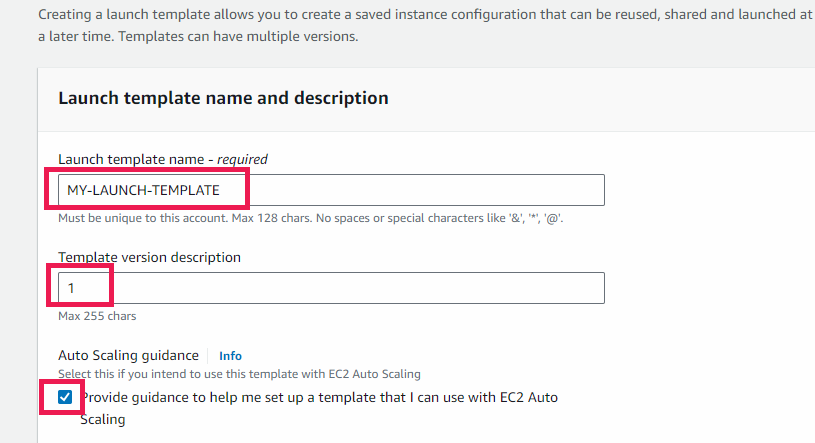 Creating a launch template allows you to create a saved instance configuration that can be reused, shared and launched at
a later time. Templates can have multiple versions.
Launch template name and description
Launch template name - required
MY-LAUNCH-TEMPLATE
Must be unique to this account. Max 128 chars. No spaces or special characters like '&', '*', '@'.
Template version description
1
Max 255 chars
Auto Scaling guidance Info
Select this if you intend to use this template with EC2 Auto Scaling
Provide guidance to help me set up a template that I can use with EC2 Auto
Scaling